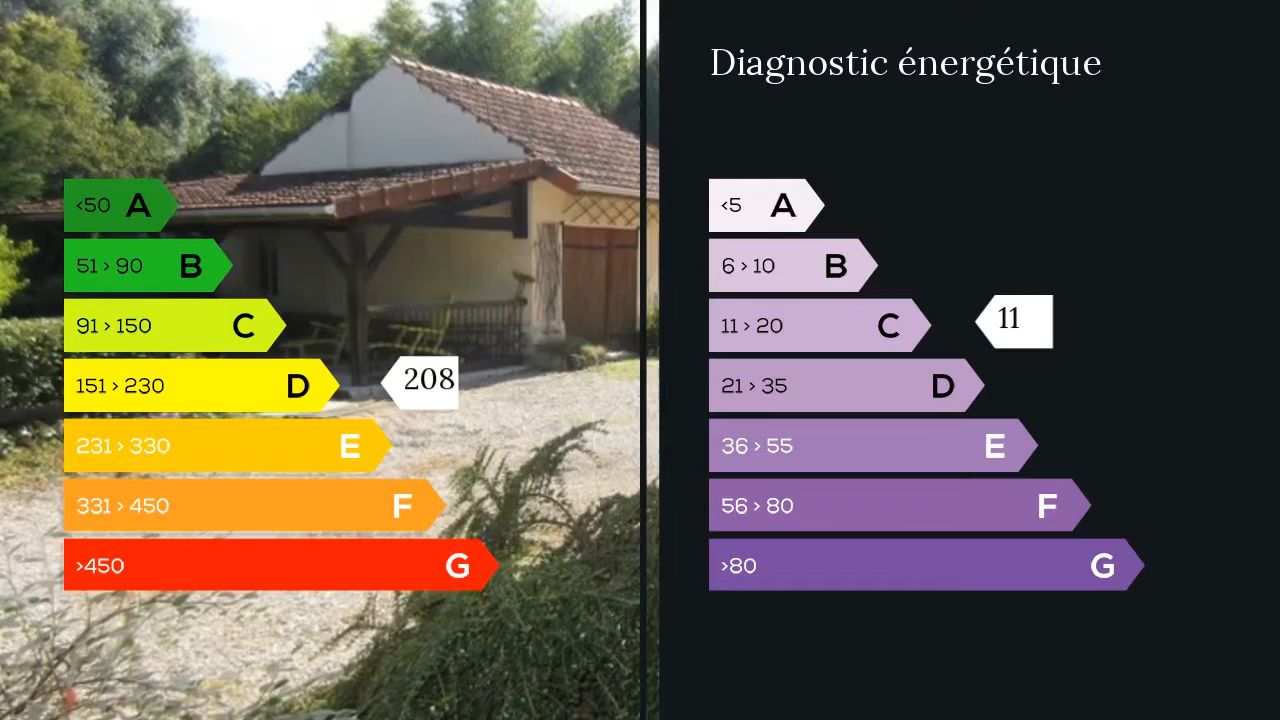 Diagnostic énergétique
<50 A
51 > 90 B
91 > 150 C
151 > 230 D
208
231 > 330 E
331 > 450 F
>450 G
<5 A
6 > 10 B
11 > 20 C
11
21 > 35 D
36 > 55 E
56 > 80 F
>80 G